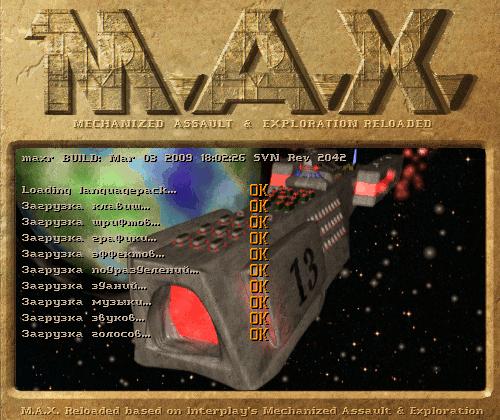 M.A.X.
MECHANIZED ASSAULT & EXPLORATION RELOADED
maxr BUILD: Mar 03 2009 18:02:26 SVN Rev 2042
Loading languagepack... OK
Загрузка клавиш... OK
Загрузка шрифтов... OK
Загрузка графики... OK
Загрузка эффектов... OK
Загрузка подразделений... OK
Загрузка зданий... OK
Загрузка музыки... OK
Загрузка звуков... OK
Загрузка голосов... OK
13
M.A.X. Reloaded based on Interplay's Mechanized Assault & Exploration